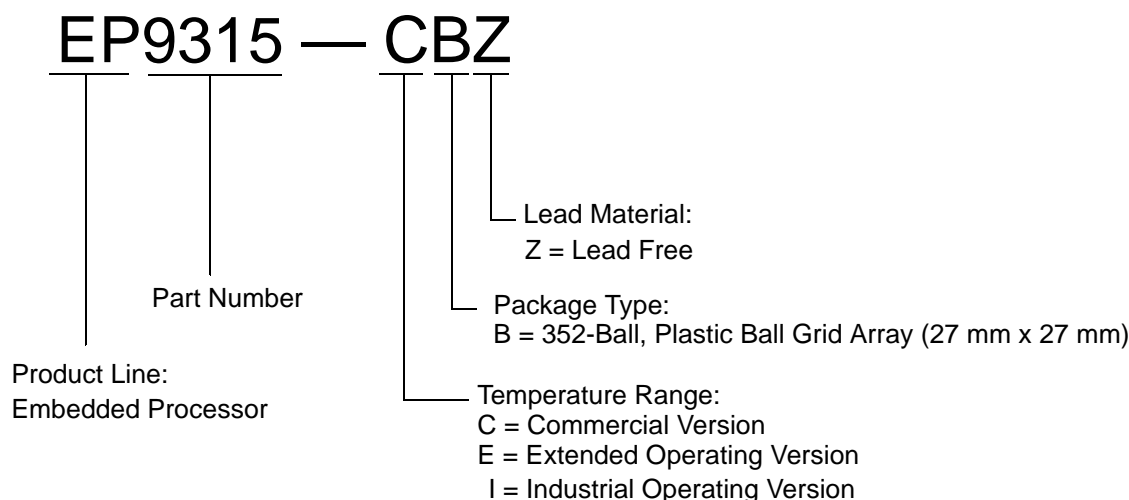 EP9315 — CBZ
Lead Material:
Z = Lead Free
Part Number
Package Type:
B = 352-Ball, Plastic Ball Grid Array (27 mm x 27 mm)
Product Line:
Embedded Processor
Temperature Range:
C = Commercial Version
E = Extended Operating Version
I = Industrial Operating Version